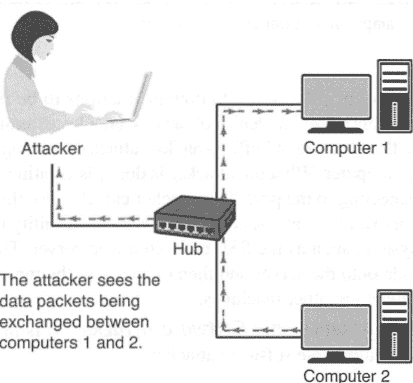 Attacker
Computer 1
Hub
The attacker sees the
data packets being
exchanged between
computers 1 and 2.
Computer 2